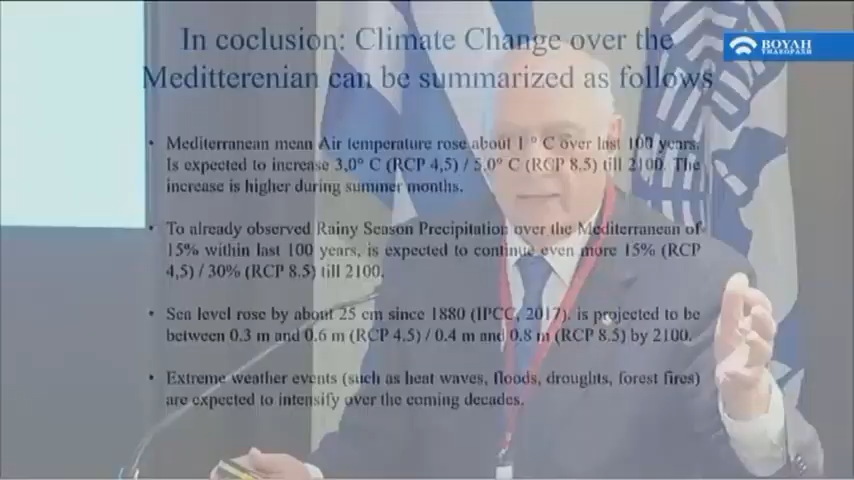 In coclusion: Climate Change over the
Meditterenian can be summarized as follows
• Mediterranean mean Air temperature rose about 1 ° C over last 100 years.
Is expected to increase 3,0° C (RCP 4,5) / 5,0° C (RCP 8.5) till 2100. The
increase is higher during summer months.
• To already observed Rainy Season Precipitation over the Mediterranean of
15% within last 100 years, is expected to continue even more 15% (RCP
4,5) / 30% (RCP 8.5) till 2100.
• Sea level rose by about 25 cm since 1880 (IPCC, 2017), is projected to be
between 0.3 m and 0.6 m (RCP 4.5) / 0.4 m and 0.8 m (RCP 8.5) by 2100.
• Extreme weather events (such as heat waves, floods, droughts, forest fires)
are expected to intensify over the coming decades.
ΒΟΥΛΗ
ΤΗΛΕΟΡΑΣΗ